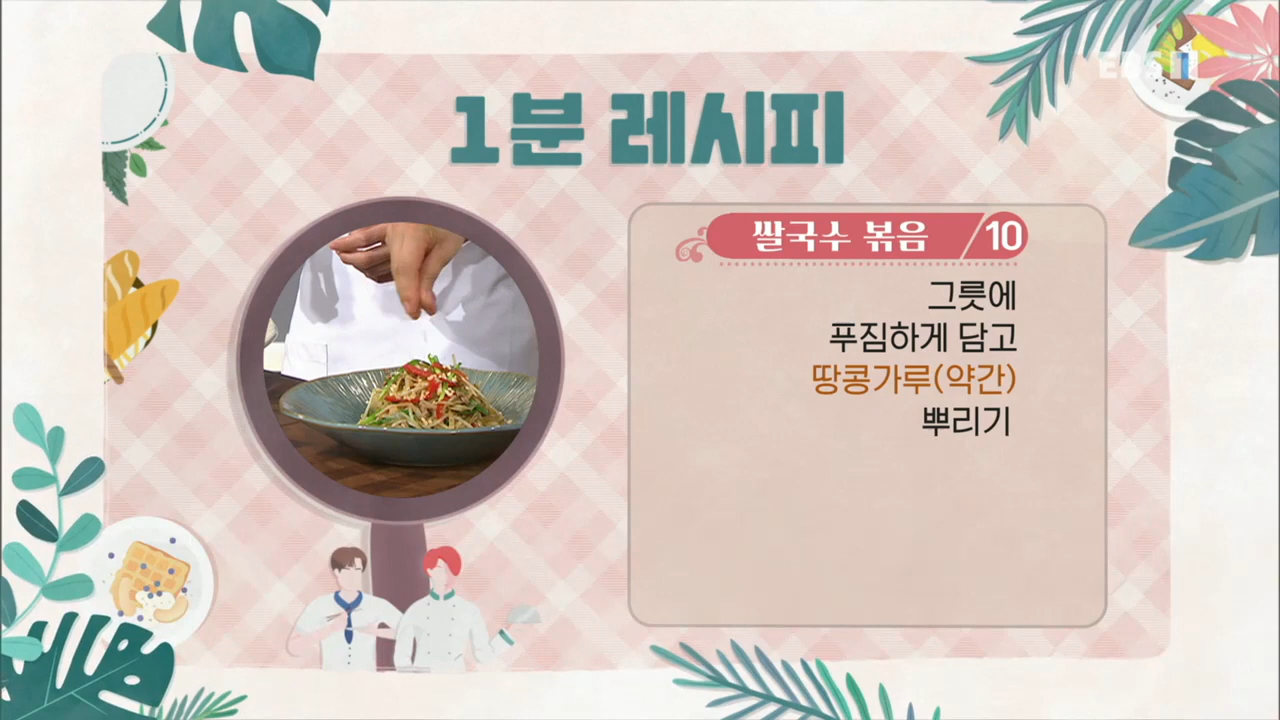 1분 레시피
쌀국수 볶음 / 10
그릇에
푸짐하게 담고
땅콩가루(약간)
뿌리기